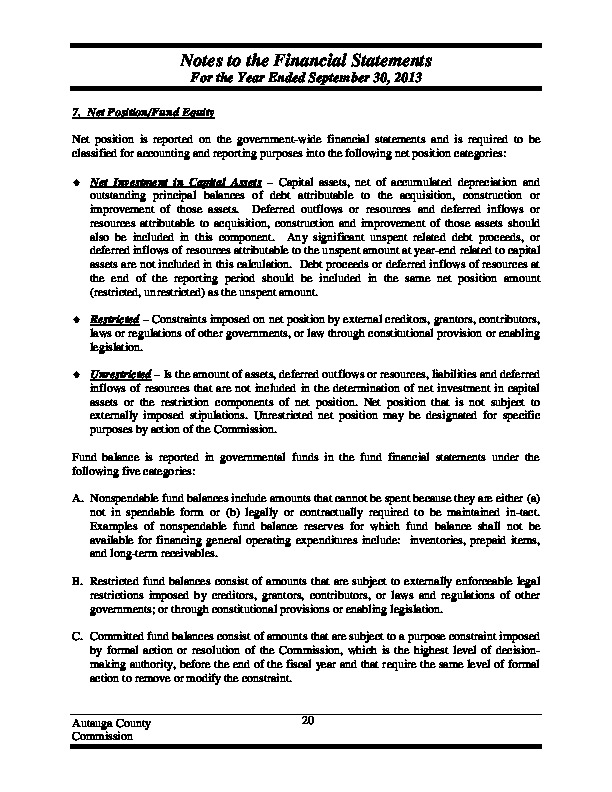 Notes to the Financial Statements
For the Year Ended September 30, 2013
7. Net Position/Fund Equity
Net position is reported on the government-wide financial statements and is required to be
classified for accounting and reporting purposes into the following net position categories:
♦ Net Investment in Capital Assets – Capital assets, net of accumulated depreciation and
outstanding principal balances of debt attributable to the acquisition, construction or
improvement of those assets. Deferred outflows or resources and deferred inflows or
resources attributable to acquisition, construction and improvement of those assets should
also be included in this component. Any significant unspent related debt proceeds, or
deferred inflows of resources attributable to the unspent amount at year-end related to capital
assets are not included in this calculation. Debt proceeds or deferred inflows of resources at
the end of the reporting period should be included in the same net position amount
(restricted, unrestricted) as the unspent amount.
♦ Restricted – Constraints imposed on net position by external creditors, grantors, contributors,
laws or regulations of other governments, or law through constitutional provision or enabling
legislation.
♦ Unrestricted – Is the amount of assets, deferred outflows or resources, liabilities and deferred
inflows of resources that are not included in the determination of net investment in capital
assets or the restriction components of net position. Net position that is not subject to
externally imposed stipulations. Unrestricted net position may be designated for specific
purposes by action of the Commission.
Fund balance is reported in governmental funds in the fund financial statements under the
following five categories:
A. Nonspendable fund balances include amounts that cannot be spent because they are either (a)
not in spendable form or (b) legally or contractually required to be maintained in-tact.
Examples of nonspendable fund balance reserves for which fund balance shall not be
available for financing general operating expenditures include: inventories, prepaid items,
and long-term receivables.
B. Restricted fund balances consist of amounts that are subject to externally enforceable legal
restrictions imposed by creditors, grantors, contributors, or laws and regulations of other
governments; or through constitutional provisions or enabling legislation.
C. Committed fund balances consist of amounts that are subject to a purpose constraint imposed
by formal action or resolution of the Commission, which is the highest level of decision-
making authority, before the end of the fiscal year and that require the same level of formal
action to remove or modify the constraint.
Autauga County
Commission
20